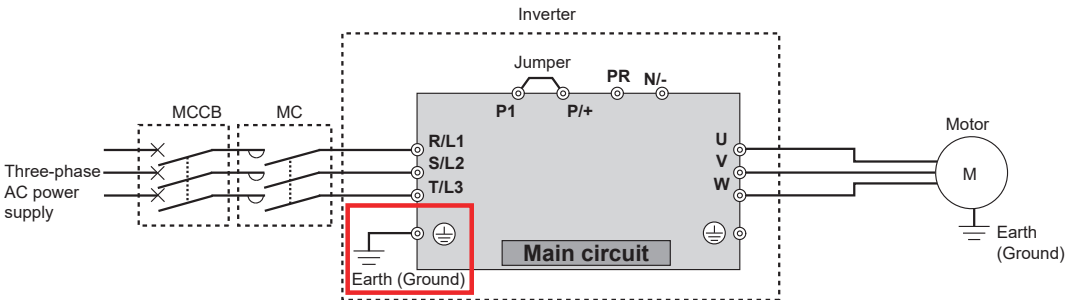 Inverter
Jumper
PR
N/-
P1
P/+
MCCB
MC
R/L1
S/L2
T/L3
U
V
W
Motor
M
Three-phase
AC power
supply
Earth
(Ground)
Main circuit
Earth (Ground)